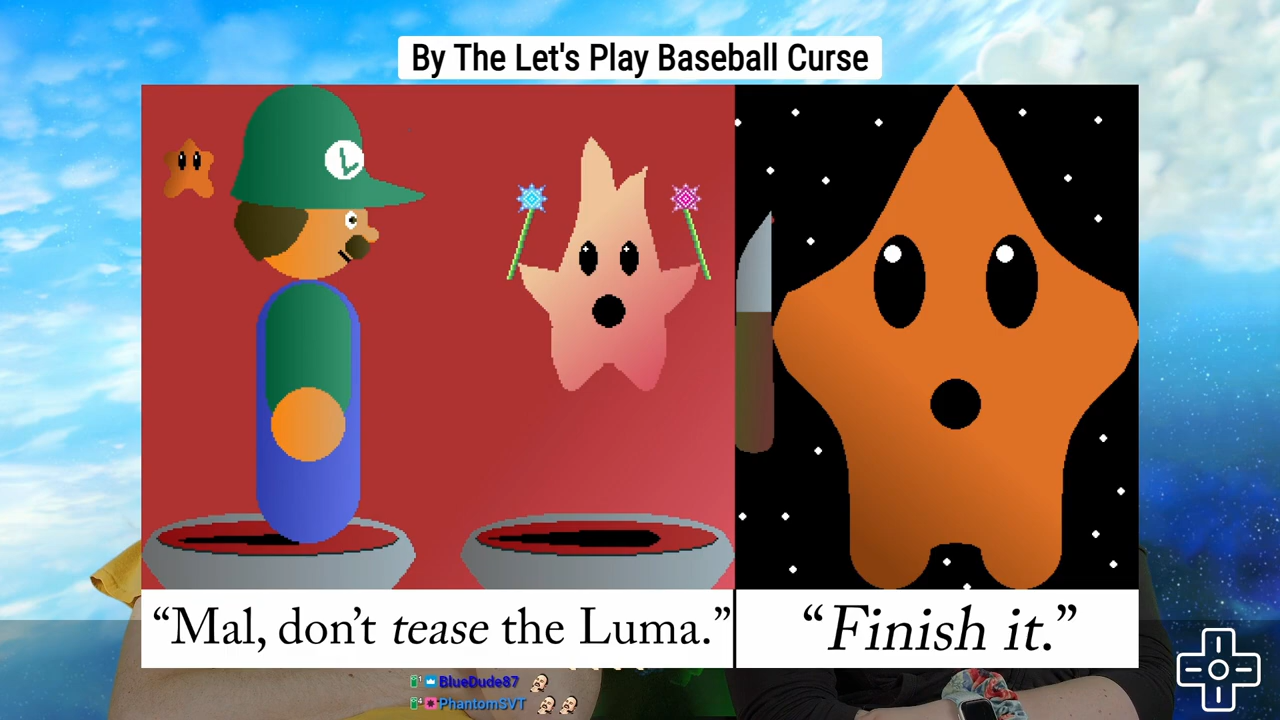 By The Let's Play Baseball Curse
L
“Mal, don’t tease the Luma.”
“Finish it.”
BlueDude87
PhantomSVT